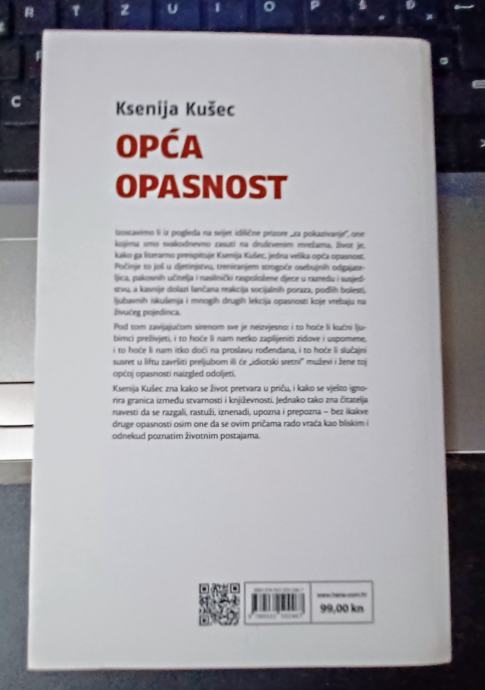 R T Z U I O P Š Đ
C
Ksenija Kušec
OPĆA
OPASNOST
Izostavimo li iz pogleda na svijet idilične prizore „za pokazivanje”, one
kojima smo svakodnevno zasuti na društvenim mrežama, život je,
kako ga literarno preispituje Ksenija Kušec, jedna velika opća opasnost.
Počinje to još u djetinjstvu, treniranjem strogoće osebujnih odgajate-
ljica, pakosnih učitelja i nasilnički raspoložene djece u razredu i susjed-
stvu, a kasnije dolazi lančana reakcija socijalnih poraza, podlih bolesti,
ljubavnih iskušenja i mnogih drugih lekcija opasnosti koje vrebaju na
živućeg pojedinca.
Pod tom zavijajućom sirenom sve je neizvjesno: i to hoće li kućni lju-
bimci preživjeti, i to hoće li nam netko zaplijeniti zidove i uspomene,
i to hoće li nam itko doći na proslavu rođendana, i to hoće li slučajni
susret u liftu završiti preljubom ili će „idiotski sretni” muževi i žene toj
općoj opasnosti naizgled odoljeti.
Ksenija Kušec zna kako se život pretvara u priču, i kako se vješto igno-
rira granica između stvarnosti i književnosti. Jednako tako zna čitatelja
navesti da se razgali, rastuži, iznenadi, upozna i prepozna – bez ikakve
druge opasnosti osim one da se ovim pričama rado vraća kao bliskim i
odnekud poznatim životnim postajama.
99,00 kn